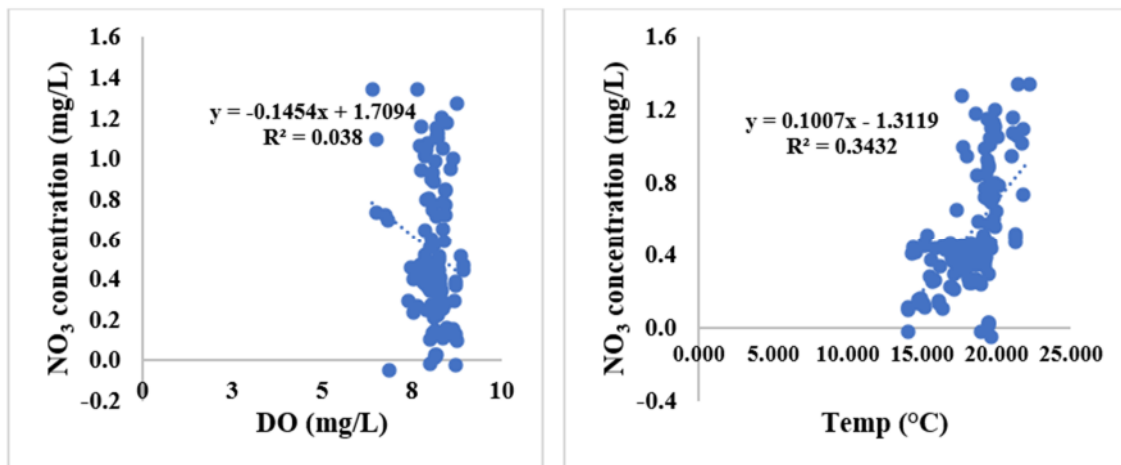 1.6
1.4
1.2
1.0
0.8
0.6
0.4
0.2
0.0
-0.2
NO₃ concentration (mg/L)
y = -0.1454x + 1.7094
R² = 0.038
0 3 5 8 10
DO (mg/L)
1.6
1.2
0.8
0.4
0.0
-0.4
NO₃ concentration (mg/L)
y = 0.1007x - 1.3119
R² = 0.3432
0.000 5.000 10.000 15.000 20.000 25.000
Temp (°C)